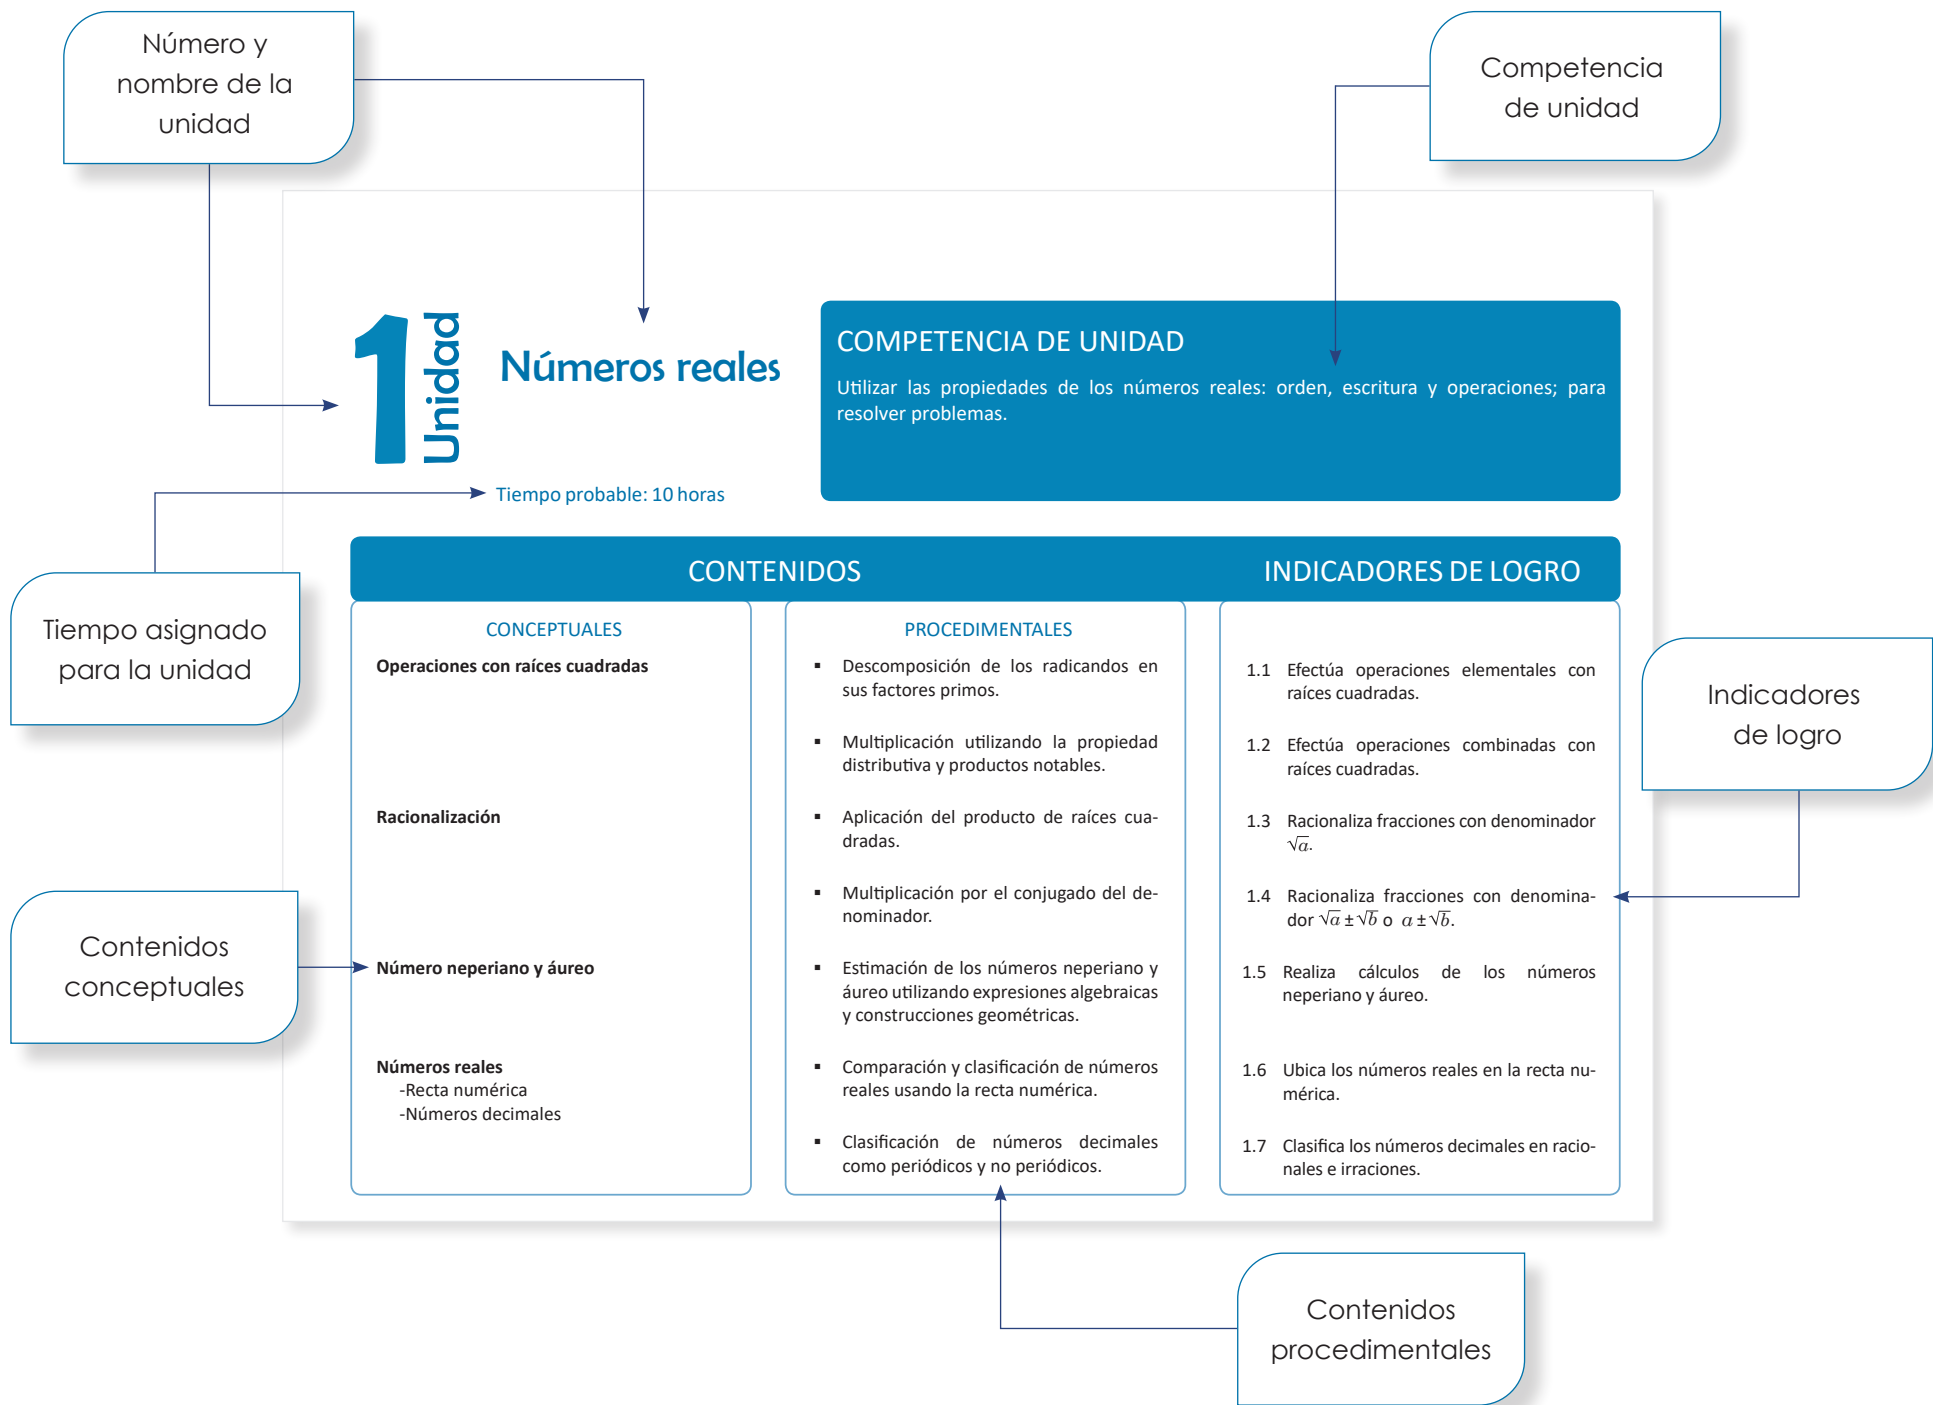 Número y
nombre de la
unidad
Competencia
de unidad
1
Unidad
Números reales
Tiempo probable: 10 horas
COMPETENCIA DE UNIDAD
Utilizar las propiedades de los números reales: orden, escritura y operaciones; para
resolver problemas.
Tiempo asignado
para la unidad
CONTENIDOS
INDICADORES DE LOGRO
CONCEPTUALES
Operaciones con raíces cuadradas
Racionalización
Número neperiano y áureo
Números reales
-Recta numérica
-Números decimales
PROCEDIMENTALES
▪ Descomposición de los radicandos en
sus factores primos.
▪ Multiplicación utilizando la propiedad
distributiva y productos notables.
▪ Aplicación del producto de raíces cua-
dradas.
▪ Multiplicación por el conjugado del de-
nominador.
▪ Estimación de los números neperiano y
áureo utilizando expresiones algebraicas
y construcciones geométricas.
▪ Comparación y clasificación de números
reales usando la recta numérica.
▪ Clasificación de números decimales
como periódicos y no periódicos.
1.1 Efectúa operaciones elementales con
raíces cuadradas.
1.2 Efectúa operaciones combinadas con
raíces cuadradas.
1.3 Racionaliza fracciones con denominador
√a.
1.4 Racionaliza fracciones con denomina-
dor √a ± √b o a ± √b.
1.5 Realiza cálculos de los números
neperiano y áureo.
1.6 Ubica los números reales en la recta nu-
mérica.
1.7 Clasifica los números decimales en racio-
nales e irraciones.
Indicadores
de logro
Contenidos
conceptuales
Contenidos
procedimentales